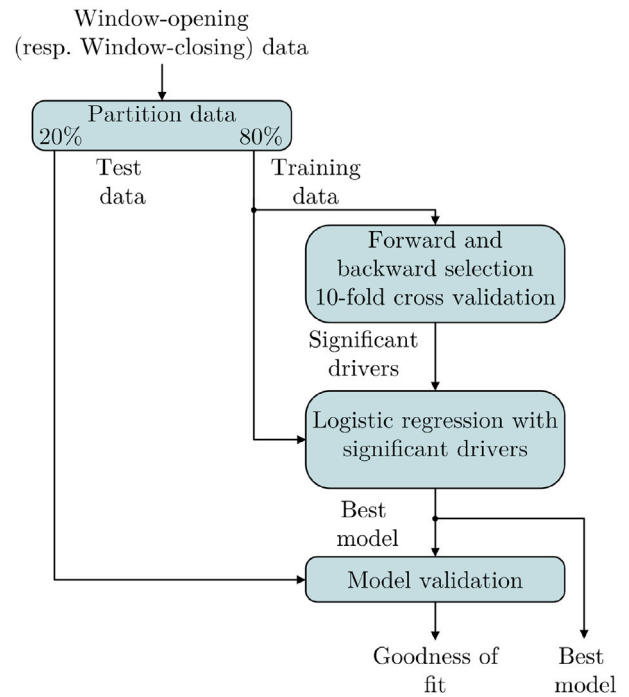 Window-opening
(resp. Window-closing) data
Partition data
20% 80%
Test
data
Training
data
Forward and
backward selection
10-fold cross validation
Significant
drivers
Logistic regression with
significant drivers
Best
model
Model validation
Goodness of
fit
Best
model